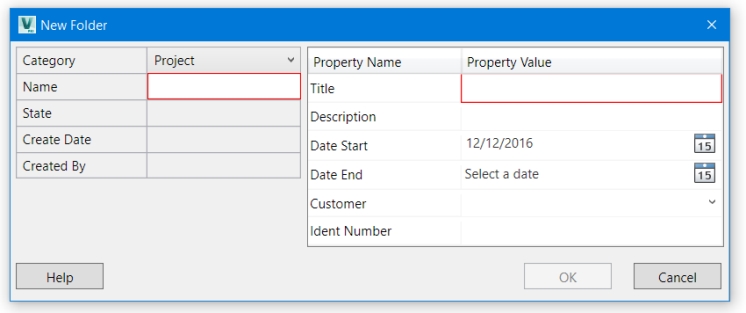 New Folder
Category Project
Name
State
Create Date
Created By
Property Name Property Value
Title
Description
Date Start 12/12/2016 15
Date End Select a date 15
Customer
Ident Number
Help OK Cancel